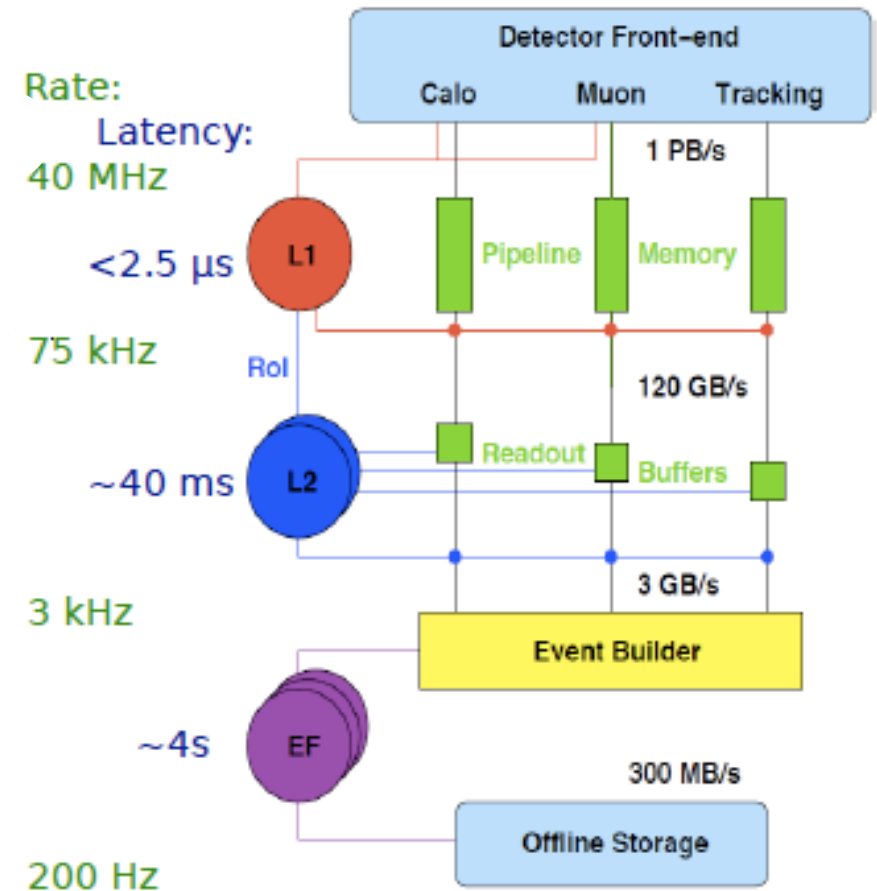 Detector Front-end
Rate:
Calo Muon Tracking
Latency:
1 PB/s
40 MHz
L1
Pipeline Memory
<2.5 µs
75 kHz
RoI
120 GB/s
Readout
Buffers
~40 ms
L2
3 GB/s
3 kHz
Event Builder
~4s
EF
300 MB/s
Offline Storage
200 Hz